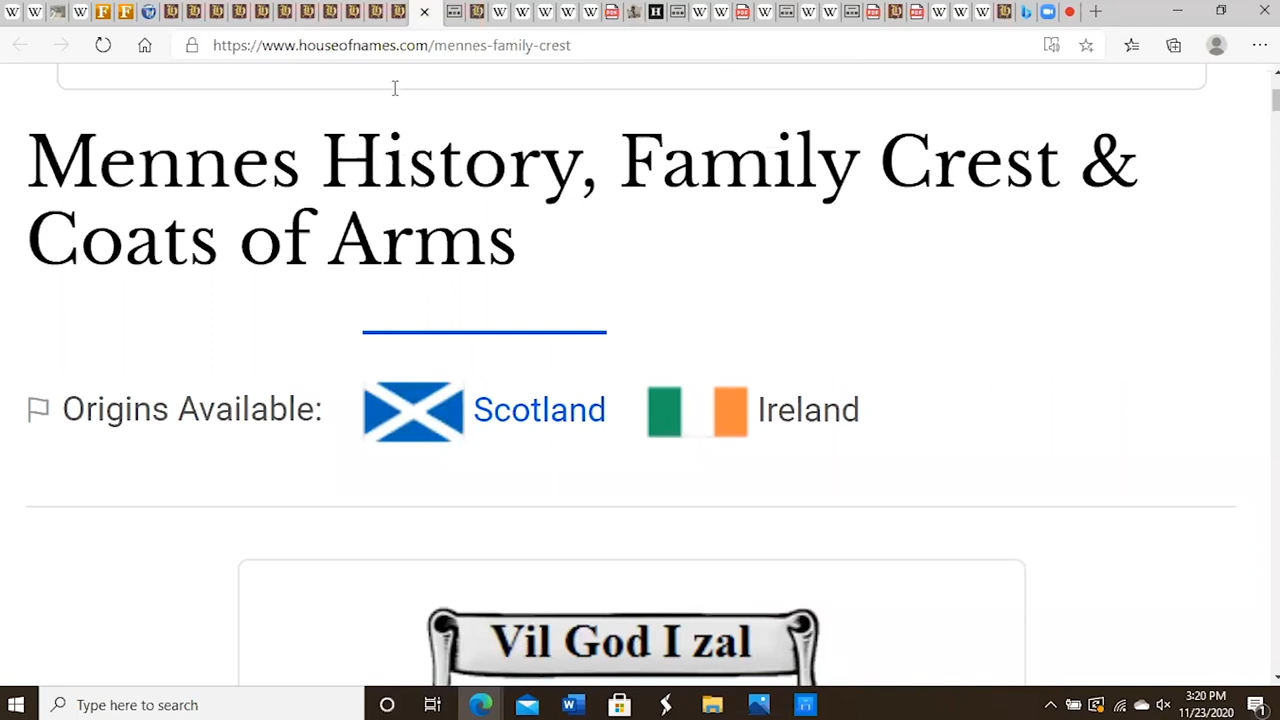 https://www.houseofnames.com/mennes-family-crest
Mennes History, Family Crest &
Coats of Arms
Origins Available:
Scotland
Ireland
Vil God I zal
Type here to search
3:20 PM
11/23/2020